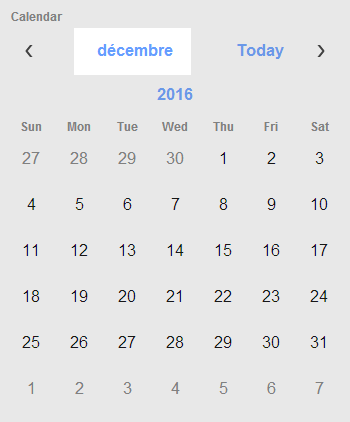 Calendar
‹ décembre Today ›
2016
Sun Mon Tue Wed Thu Fri Sat
27 28 29 30 1 2 3
4 5 6 7 8 9 10
11 12 13 14 15 16 17
18 19 20 21 22 23 24
25 26 27 28 29 30 31
1 2 3 4 5 6 7